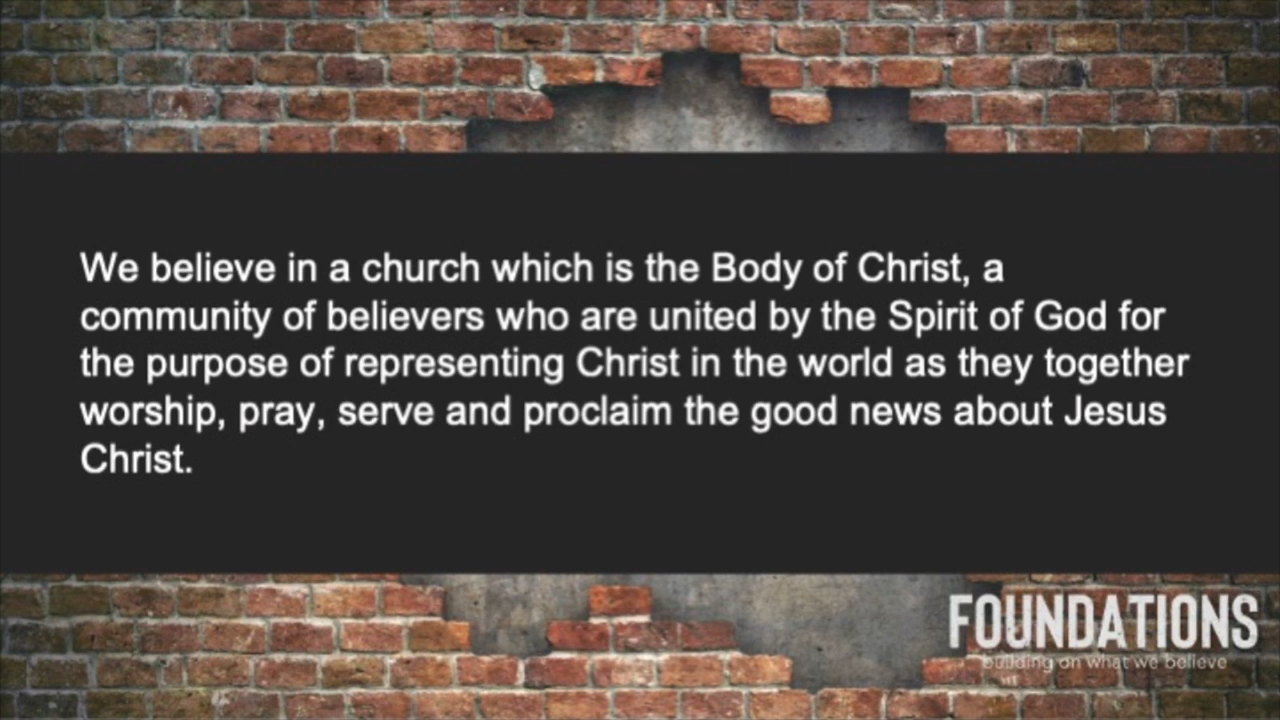 We believe in a church which is the Body of Christ, a
community of believers who are united by the Spirit of God for
the purpose of representing Christ in the world as they together
worship, pray, serve and proclaim the good news about Jesus
Christ.
FOUNDATIONS
building on what we believe